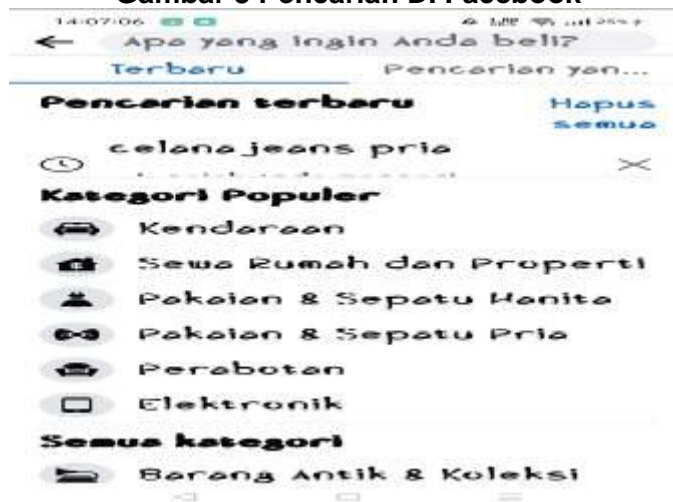 Gambar 3 Pencarian Di Facebook
14:07:06
Apa yang ingin Anda beli?
Terbaru Pencarian yan...
Pencarian terbaru Hapus semua
celana jeans pria
Kategori Populer
Kendaraan
Sewa Rumah dan Properti
Pakaian & Sepatu Wanita
Pakaian & Sepatu Pria
Perabotan
Elektronik
Semua kategori
Barang Antik & Koleksi